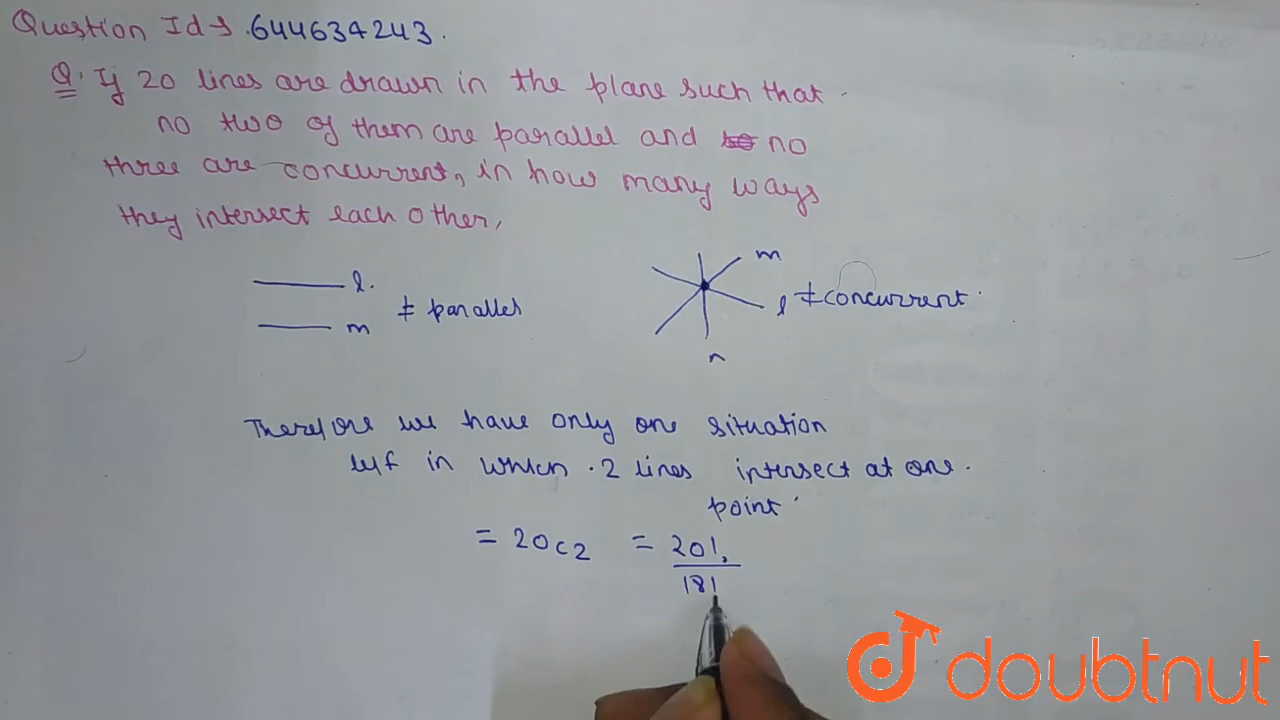 Question Id → .644634243.
Q. If 20 lines are drawn in the plane such that
no two of them are parallel and no
three are concurrent, in how many ways
they intersect each other,
l.
m
≠ parallel
m
l
n
≠ concurrent
Therefore we have only one situation
left in which .2 lines intersect at one.
point
= 20c2 = 20!
18!
doubtnut